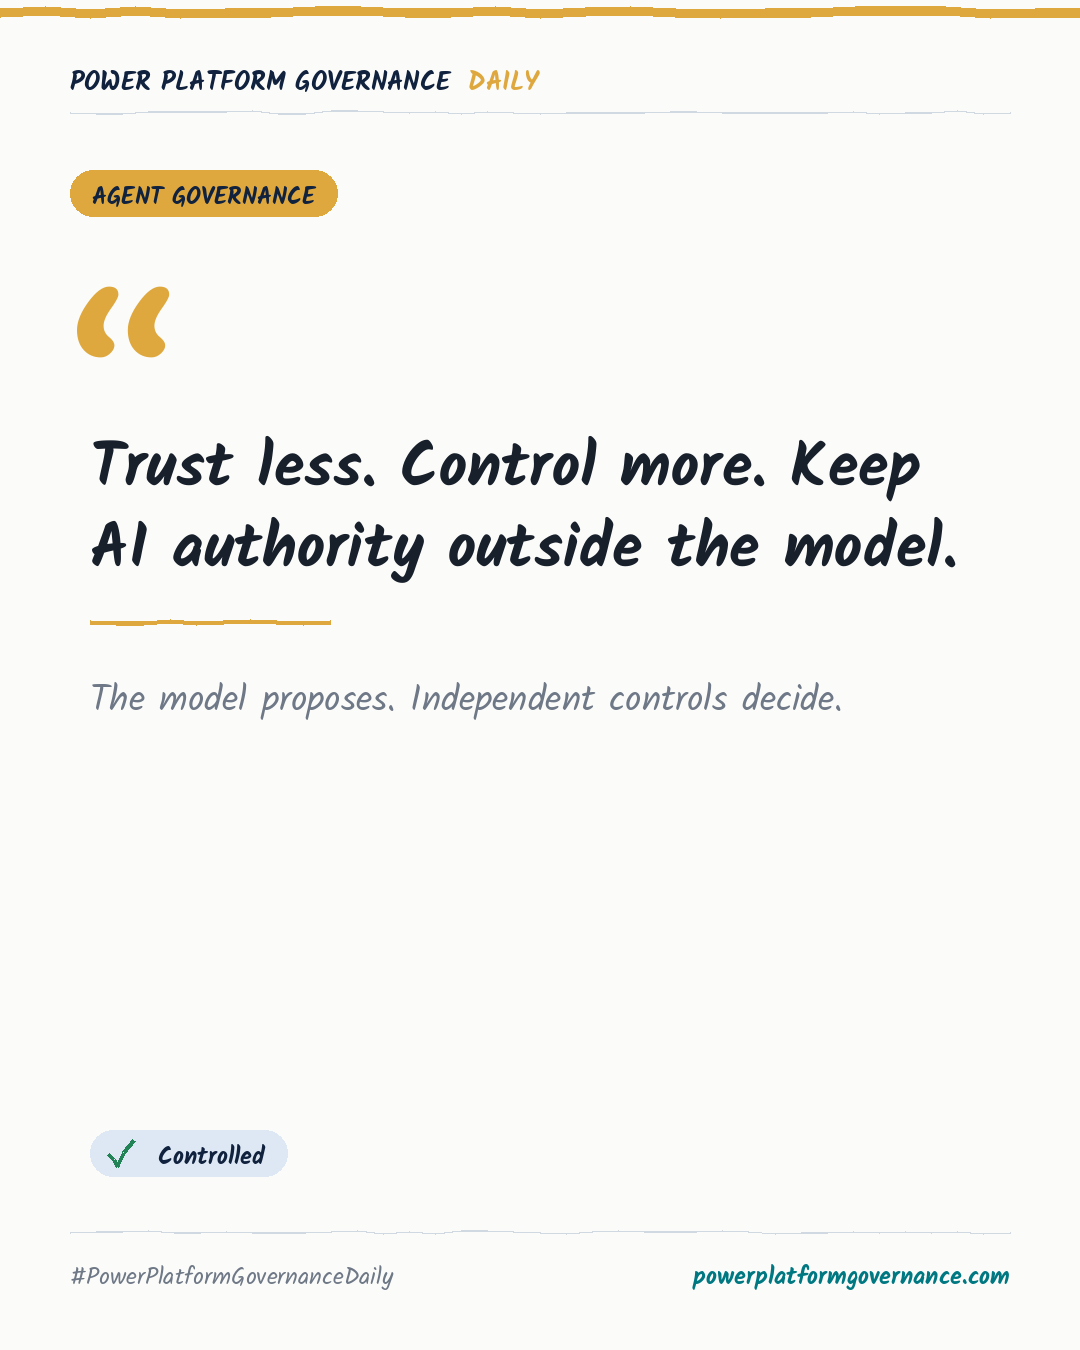 POWER PLATFORM GOVERNANCE DAILY
AGENT GOVERNANCE
“
Trust less. Control more. Keep
AI authority outside the model.
The model proposes. Independent controls decide.
✓ Controlled
#PowerPlatformGovernanceDaily
powerplatformgovernance.com